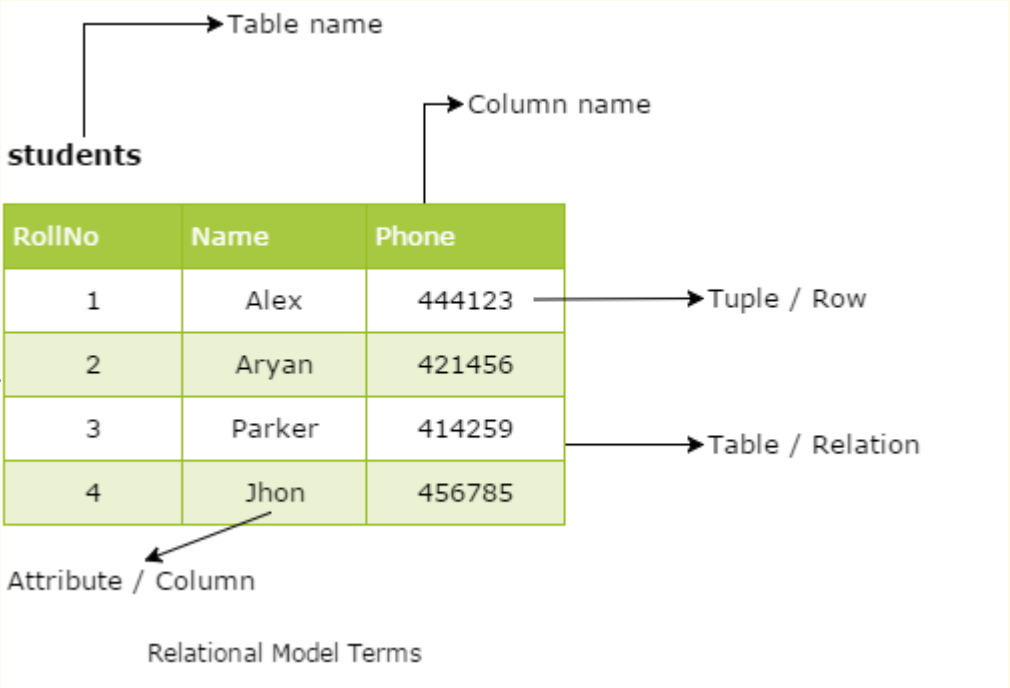 Table name
Column name
students
RollNo Name Phone
1 Alex 444123
Tuple / Row
2 Aryan 421456
3 Parker 414259
Table / Relation
4 Jhon 456785
Attribute / Column
Relational Model Terms